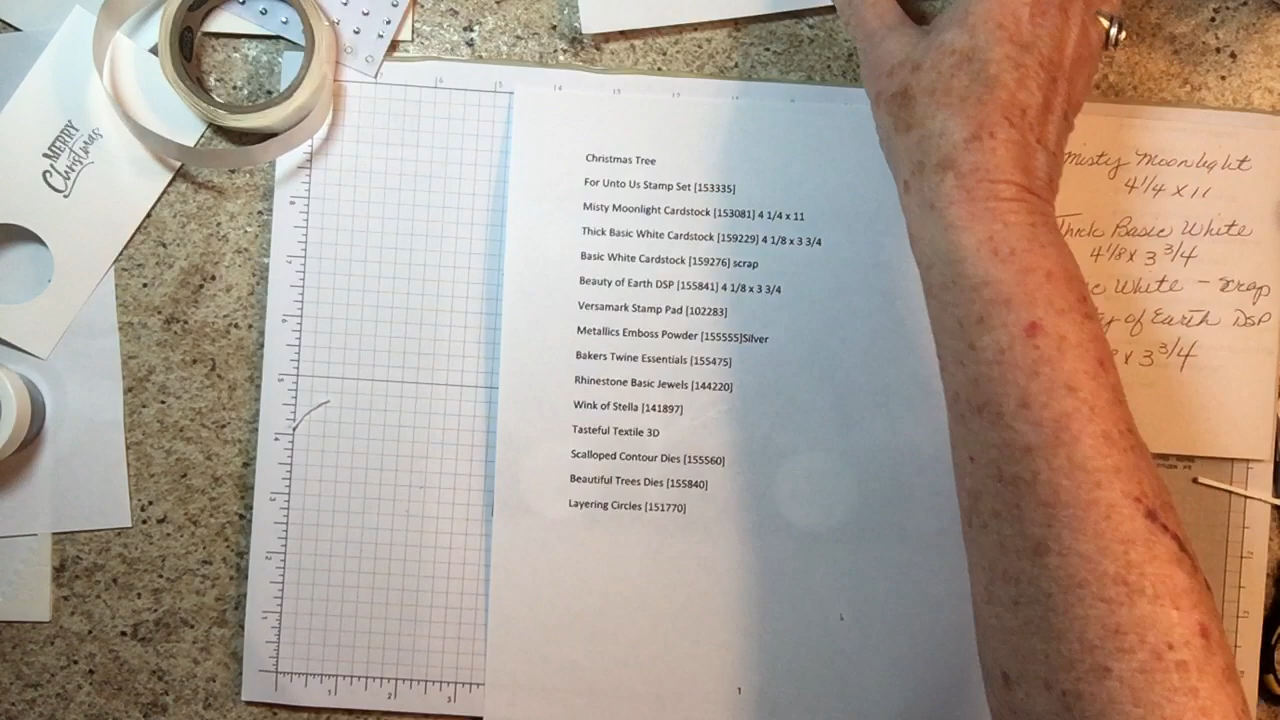 MERRY
Christmas
Christmas Tree
For Unto Us Stamp Set [153335]
Misty Moonlight Cardstock [153081] 4 1/4 x 11
Thick Basic White Cardstock [159229] 4 1/8 x 3 3/4
Basic White Cardstock [159276] scrap
Beauty of Earth DSP [155841] 4 1/8 x 3 3/4
Versamark Stamp Pad [102283]
Metallics Emboss Powder [155555]Silver
Bakers Twine Essentials [155475]
Rhinestone Basic Jewels [144220]
Wink of Stella [141897]
Tasteful Textile 3D
Scalloped Contour Dies [155560]
Beautiful Trees Dies [155840]
Layering Circles [151770]
1
Misty Moonlight
4 1/4 x 11
Thick Basic White
4 1/8 x 3 3/4
White - Scrap
of Earth DSP
x 3 3/4